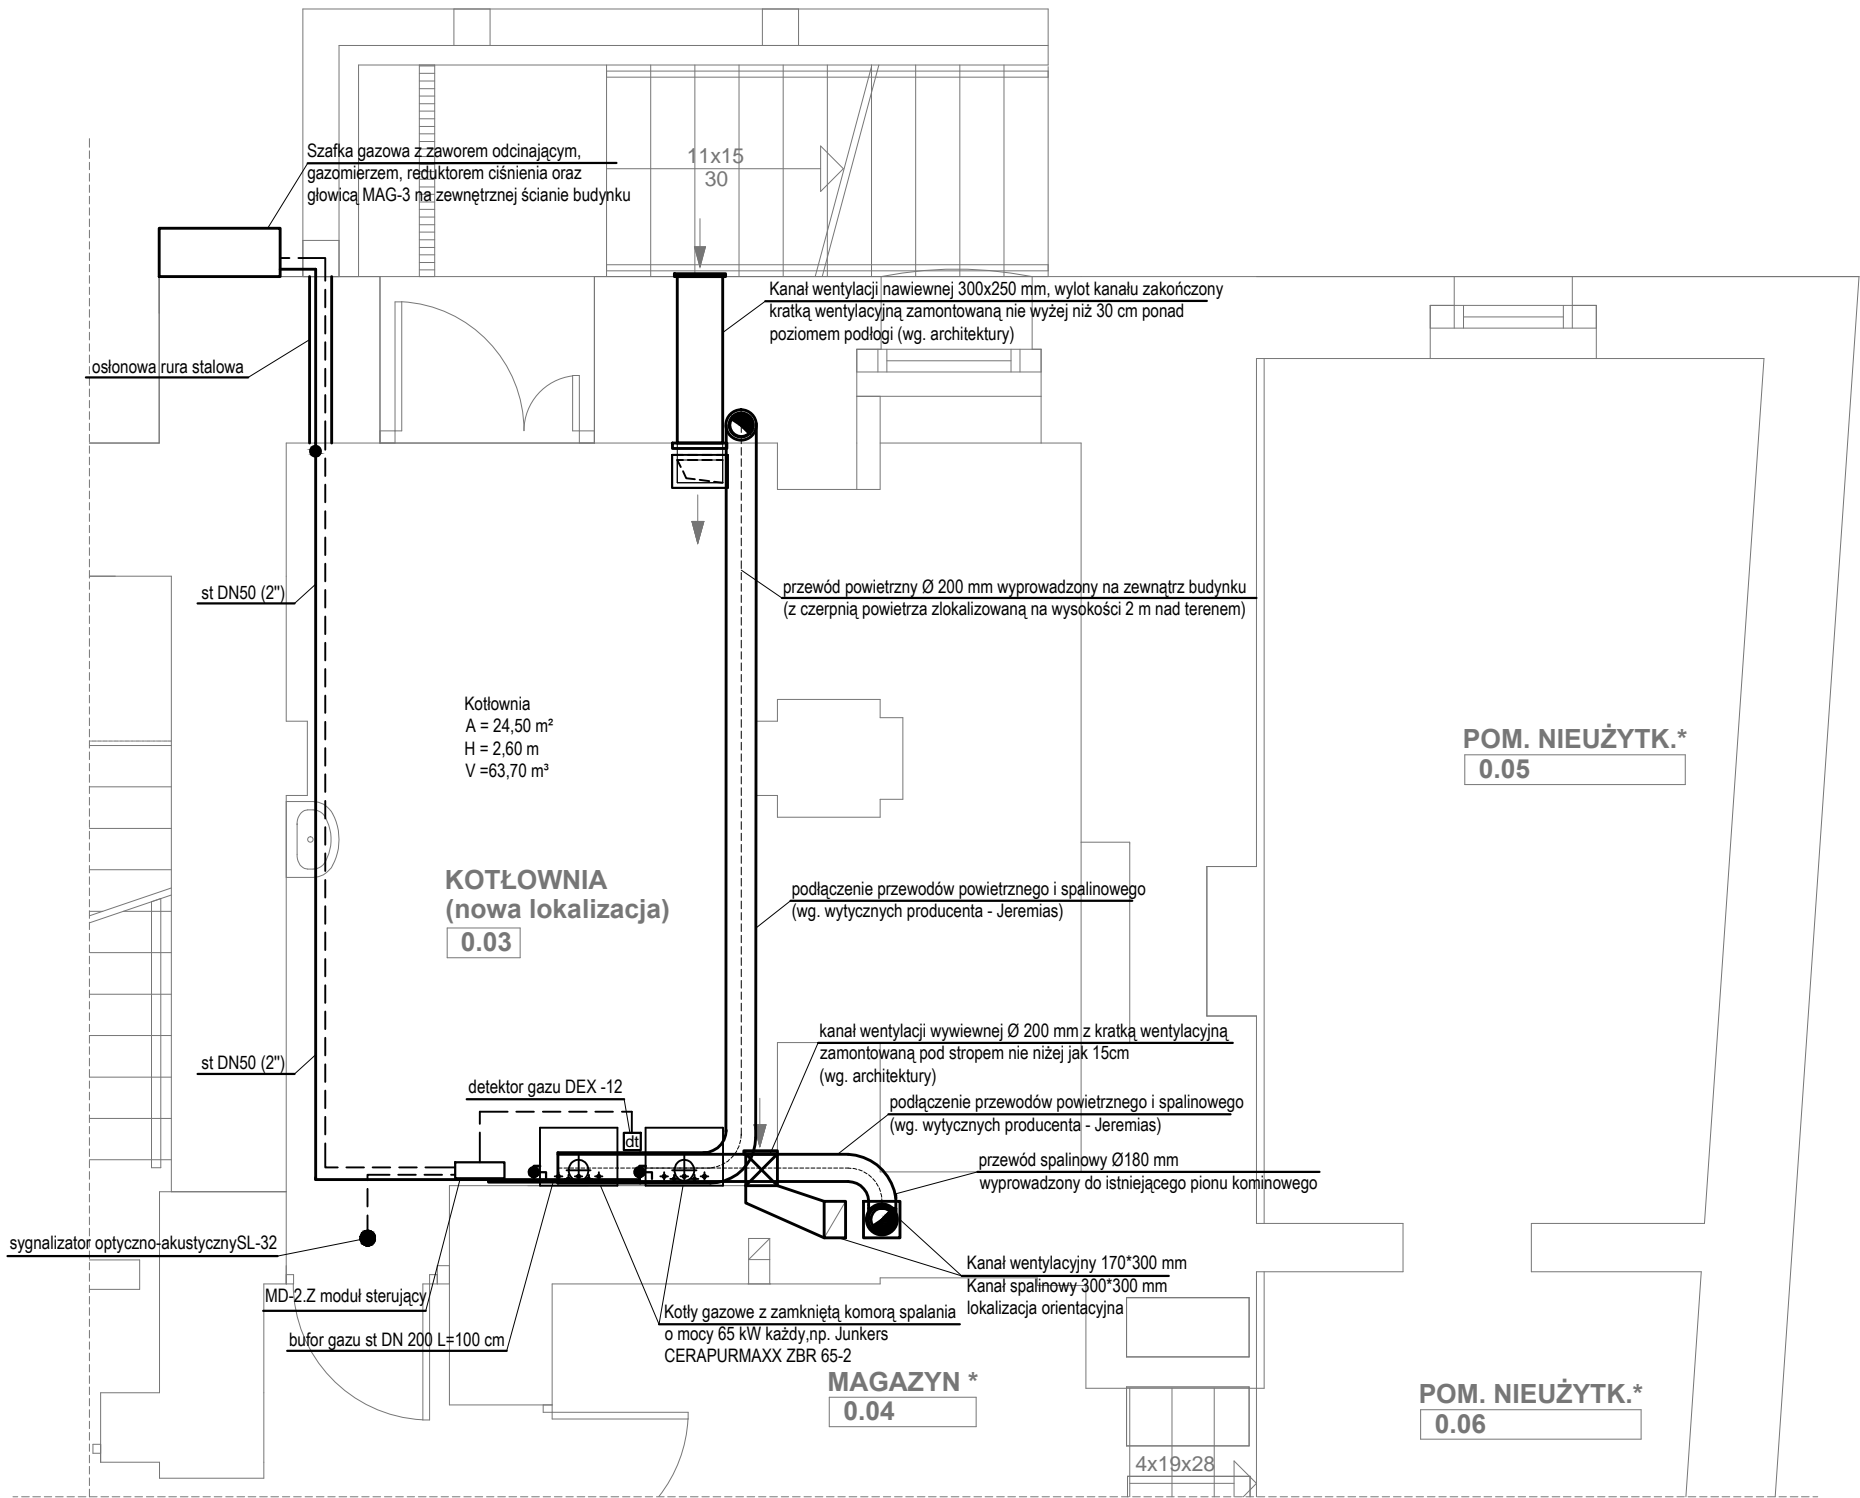 Szafka gazowa z zaworem odcinającym,
gazomierzem, reduktorem ciśnienia oraz
głowicą MAG-3 na zewnętrznej ścianie budynku
11x15
30
Kanał wentylacji nawiewnej 300x250 mm, wylot kanału zakończony
kratką wentylacyjną zamontowaną nie wyżej niż 30 cm ponad
poziomem podłogi (wg. architektury)
osłonowa rura stalowa
st DN50 (2")
przewód powietrzny Ø 200 mm wyprowadzony na zewnątrz budynku
(z czerpnią powietrza zlokalizowaną na wysokości 2 m nad terenem)
Kotłownia
A = 24,50 m²
H = 2,60 m
V =63,70 m³
POM. NIEUŻYTK.*
0.05
KOTŁOWNIA
(nowa lokalizacja)
0.03
podłączenie przewodów powietrznego i spalinowego
(wg. wytycznych producenta - Jeremias)
kanał wentylacji wywiewnej Ø 200 mm z kratką wentylacyjną
zamontowaną pod stropem nie niżej jak 15cm
(wg. architektury)
st DN50 (2")
detektor gazu DEX -12
dt
podłączenie przewodów powietrznego i spalinowego
(wg. wytycznych producenta - Jeremias)
przewód spalinowy Ø180 mm
wyprowadzony do istniejącego pionu kominowego
sygnalizator optyczno-akustycznySL-32
Kanał wentylacyjny 170*300 mm
Kanał spalinowy 300*300 mm
lokalizacja orientacyjna
MD-2.Z moduł sterujący
bufor gazu st DN 200 L=100 cm
Kotły gazowe z zamkniętą komorą spalania
o mocy 65 kW każdy,np. Junkers
CERAPURMAXX ZBR 65-2
MAGAZYN *
0.04
POM. NIEUŻYTK.*
0.06
4x19x28